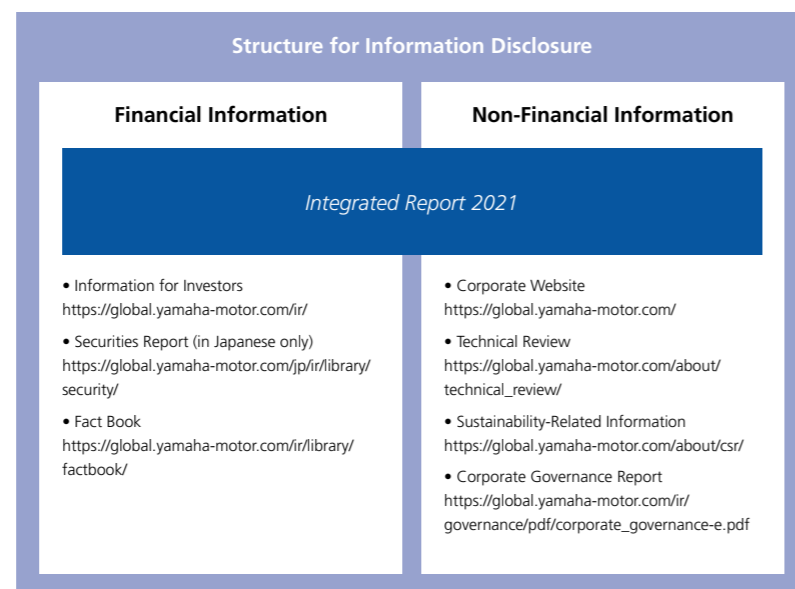 Structure for Information Disclosure
Financial Information
Non-Financial Information
Integrated Report 2021
• Information for Investors
https://global.yamaha-motor.com/ir/
• Securities Report (in Japanese only)
https://global.yamaha-motor.com/jp/ir/library/
security/
• Fact Book
https://global.yamaha-motor.com/ir/library/
factbook/
• Corporate Website
https://global.yamaha-motor.com/
• Technical Review
https://global.yamaha-motor.com/about/
technical_review/
• Sustainability-Related Information
https://global.yamaha-motor.com/about/csr/
• Corporate Governance Report
https://global.yamaha-motor.com/ir/
governance/pdf/corporate_governance-e.pdf